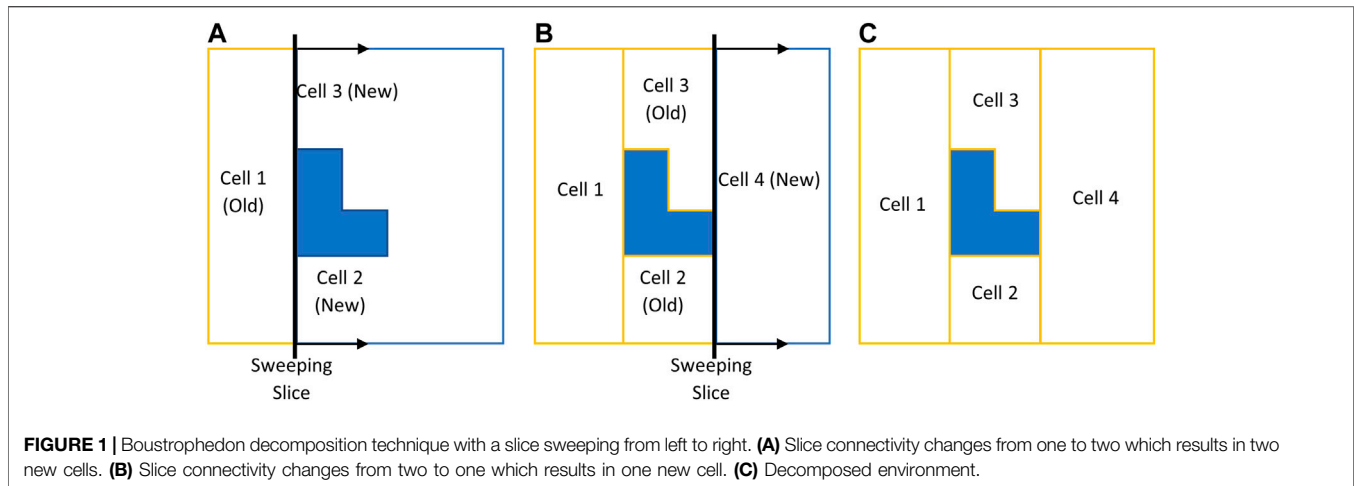 A
B
C
Cell 3 (New)
Cell 1
(Old)
Cell 2
(New)
Sweeping
Slice
Cell 3
(Old)
Cell 1
Cell 4 (New)
Cell 2
(Old)
Sweeping
Slice
Cell 3
Cell 1
Cell 4
Cell 2
FIGURE 1 | Boustrophedon decomposition technique with a slice sweeping from left to right. (A) Slice connectivity changes from one to two which results in two
new cells. (B) Slice connectivity changes from two to one which results in one new cell. (C) Decomposed environment.